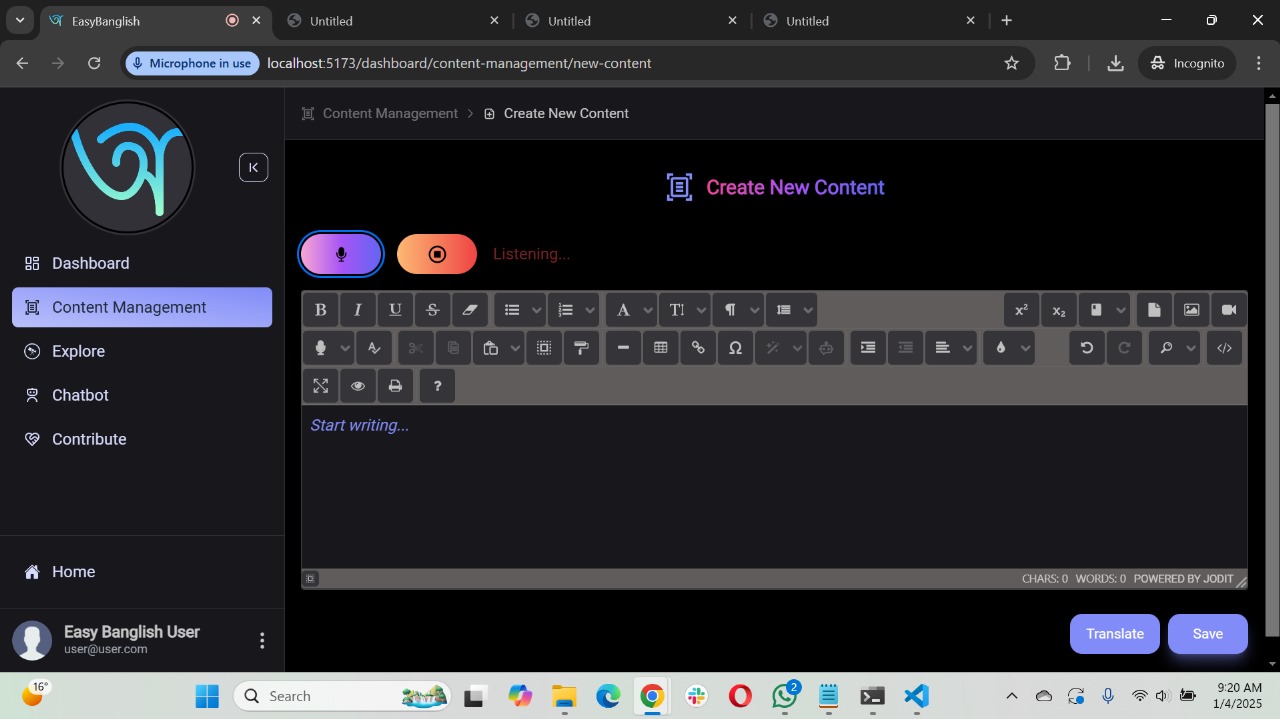 EasyBanglish
Untitled
Untitled
Untitled
Microphone in use
localhost:5173/dashboard/content-management/new-content
Incognito
অ
Content Management > Create New Content
Create New Content
Dashboard
Content Management
Explore
Chatbot
Contribute
Listening...
B I U S A T ¶ x² x₂
Ω </>
?
Start writing...
CHARS: 0 WORDS: 0 POWERED BY JODIT
Home
Easy Banglish User
user@user.com
Translate Save
16°
Search
2
9:20 AM
1/4/2025